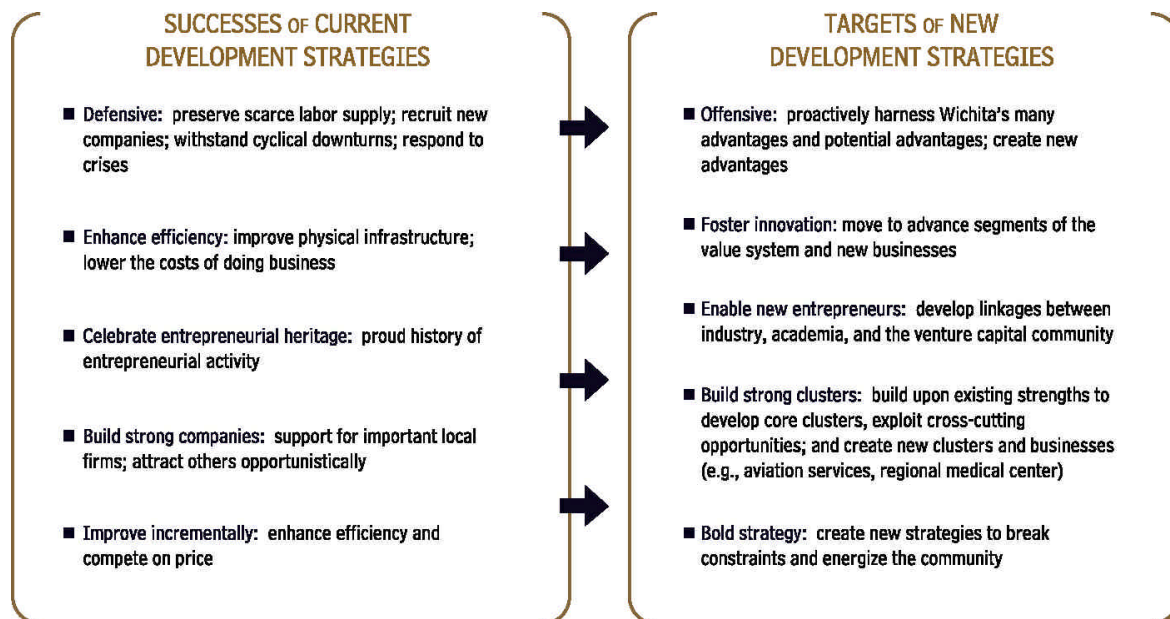 SUCCESSES OF CURRENT
DEVELOPMENT STRATEGIES
■ Defensive: preserve scarce labor supply; recruit new
companies; withstand cyclical downturns; respond to
crises
■ Enhance efficiency: improve physical infrastructure;
lower the costs of doing business
■ Celebrate entrepreneurial heritage: proud history of
entrepreneurial activity
■ Build strong companies: support for important local
firms; attract others opportunistically
■ Improve incrementally: enhance efficiency and
compete on price
TARGETS OF NEW
DEVELOPMENT STRATEGIES
■ Offensive: proactively harness Wichita's many
advantages and potential advantages; create new
advantages
■ Foster innovation: move to advance segments of the
value system and new businesses
■ Enable new entrepreneurs: develop linkages between
industry, academia, and the venture capital community
■ Build strong clusters: build upon existing strengths to
develop core clusters, exploit cross-cutting
opportunities; and create new clusters and businesses
(e.g., aviation services, regional medical center)
■ Bold strategy: create new strategies to break
constraints and energize the community